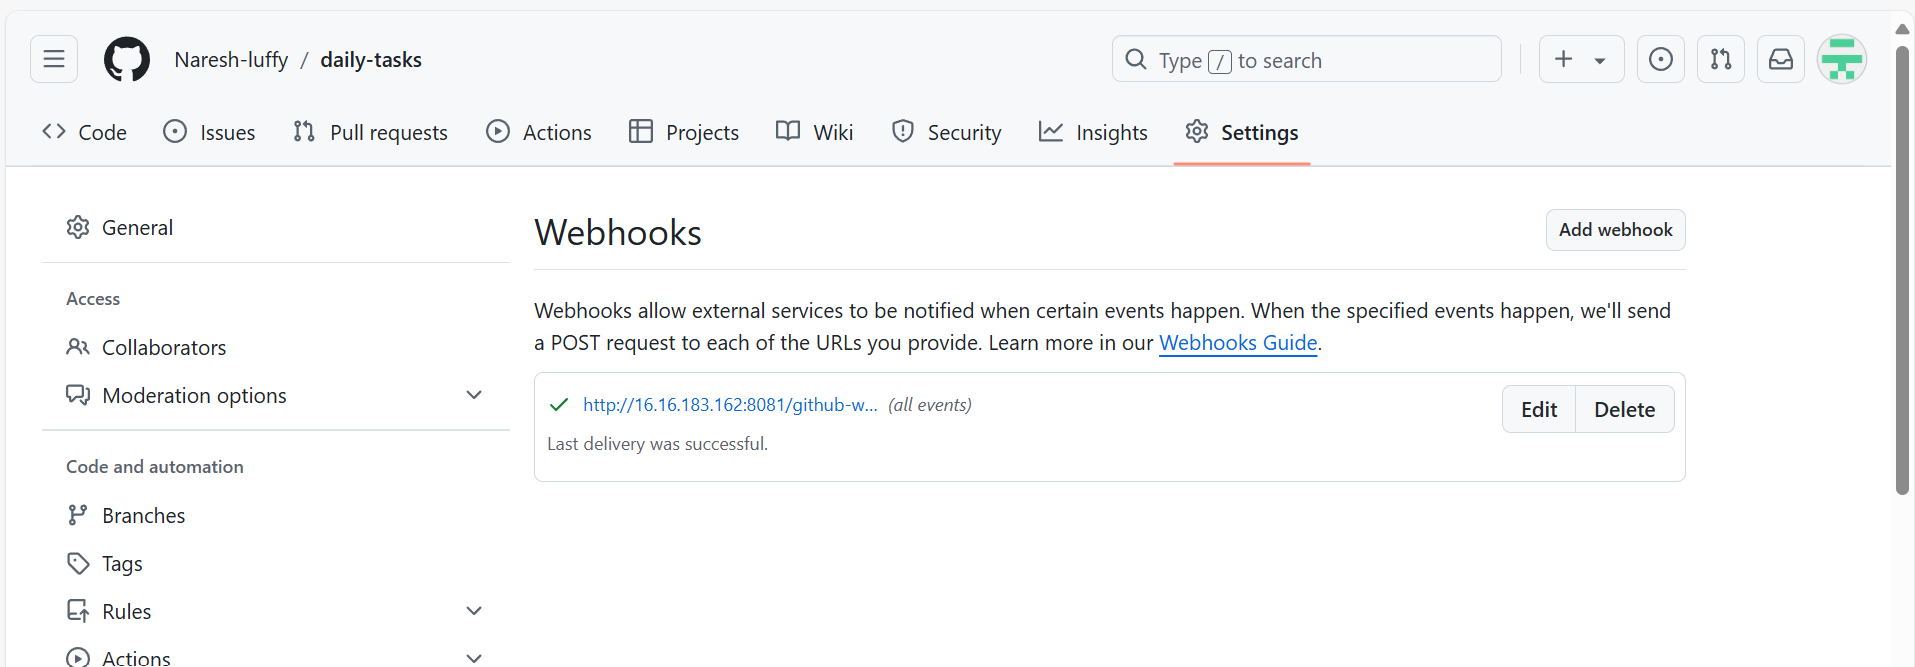 Naresh-luffy / daily-tasks
Type / to search
Code
Issues
Pull requests
Actions
Projects
Wiki
Security
Insights
Settings
General
Access
Collaborators
Moderation options
Code and automation
Branches
Tags
Rules
Actions
Webhooks
Add webhook
Webhooks allow external services to be notified when certain events happen. When the specified events happen, we'll send
a POST request to each of the URLs you provide. Learn more in our Webhooks Guide.
http://16.16.183.162:8081/github-w... (all events)
Edit
Delete
Last delivery was successful.